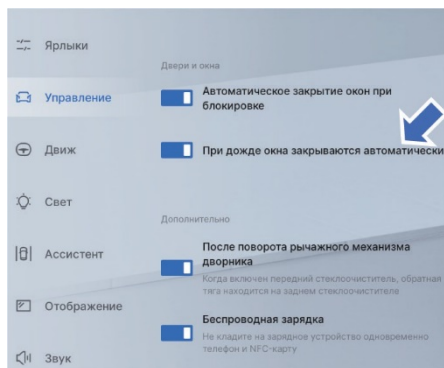 Ярлыки
Управление
Движ
Свет
Ассистент
Отображение
Звук
Двери и окна
Автоматическое закрытие окон при
блокировке
При дожде окна закрываются автоматически
Дополнительно
После поворота рычажного механизма
дворника
Когда включен передний стеклоочиститель, обратная
тяга находится на заднем стеклоочистителе
Беспроводная зарядка
Не кладите на зарядное устройство одновременно
телефон и NFC-карту